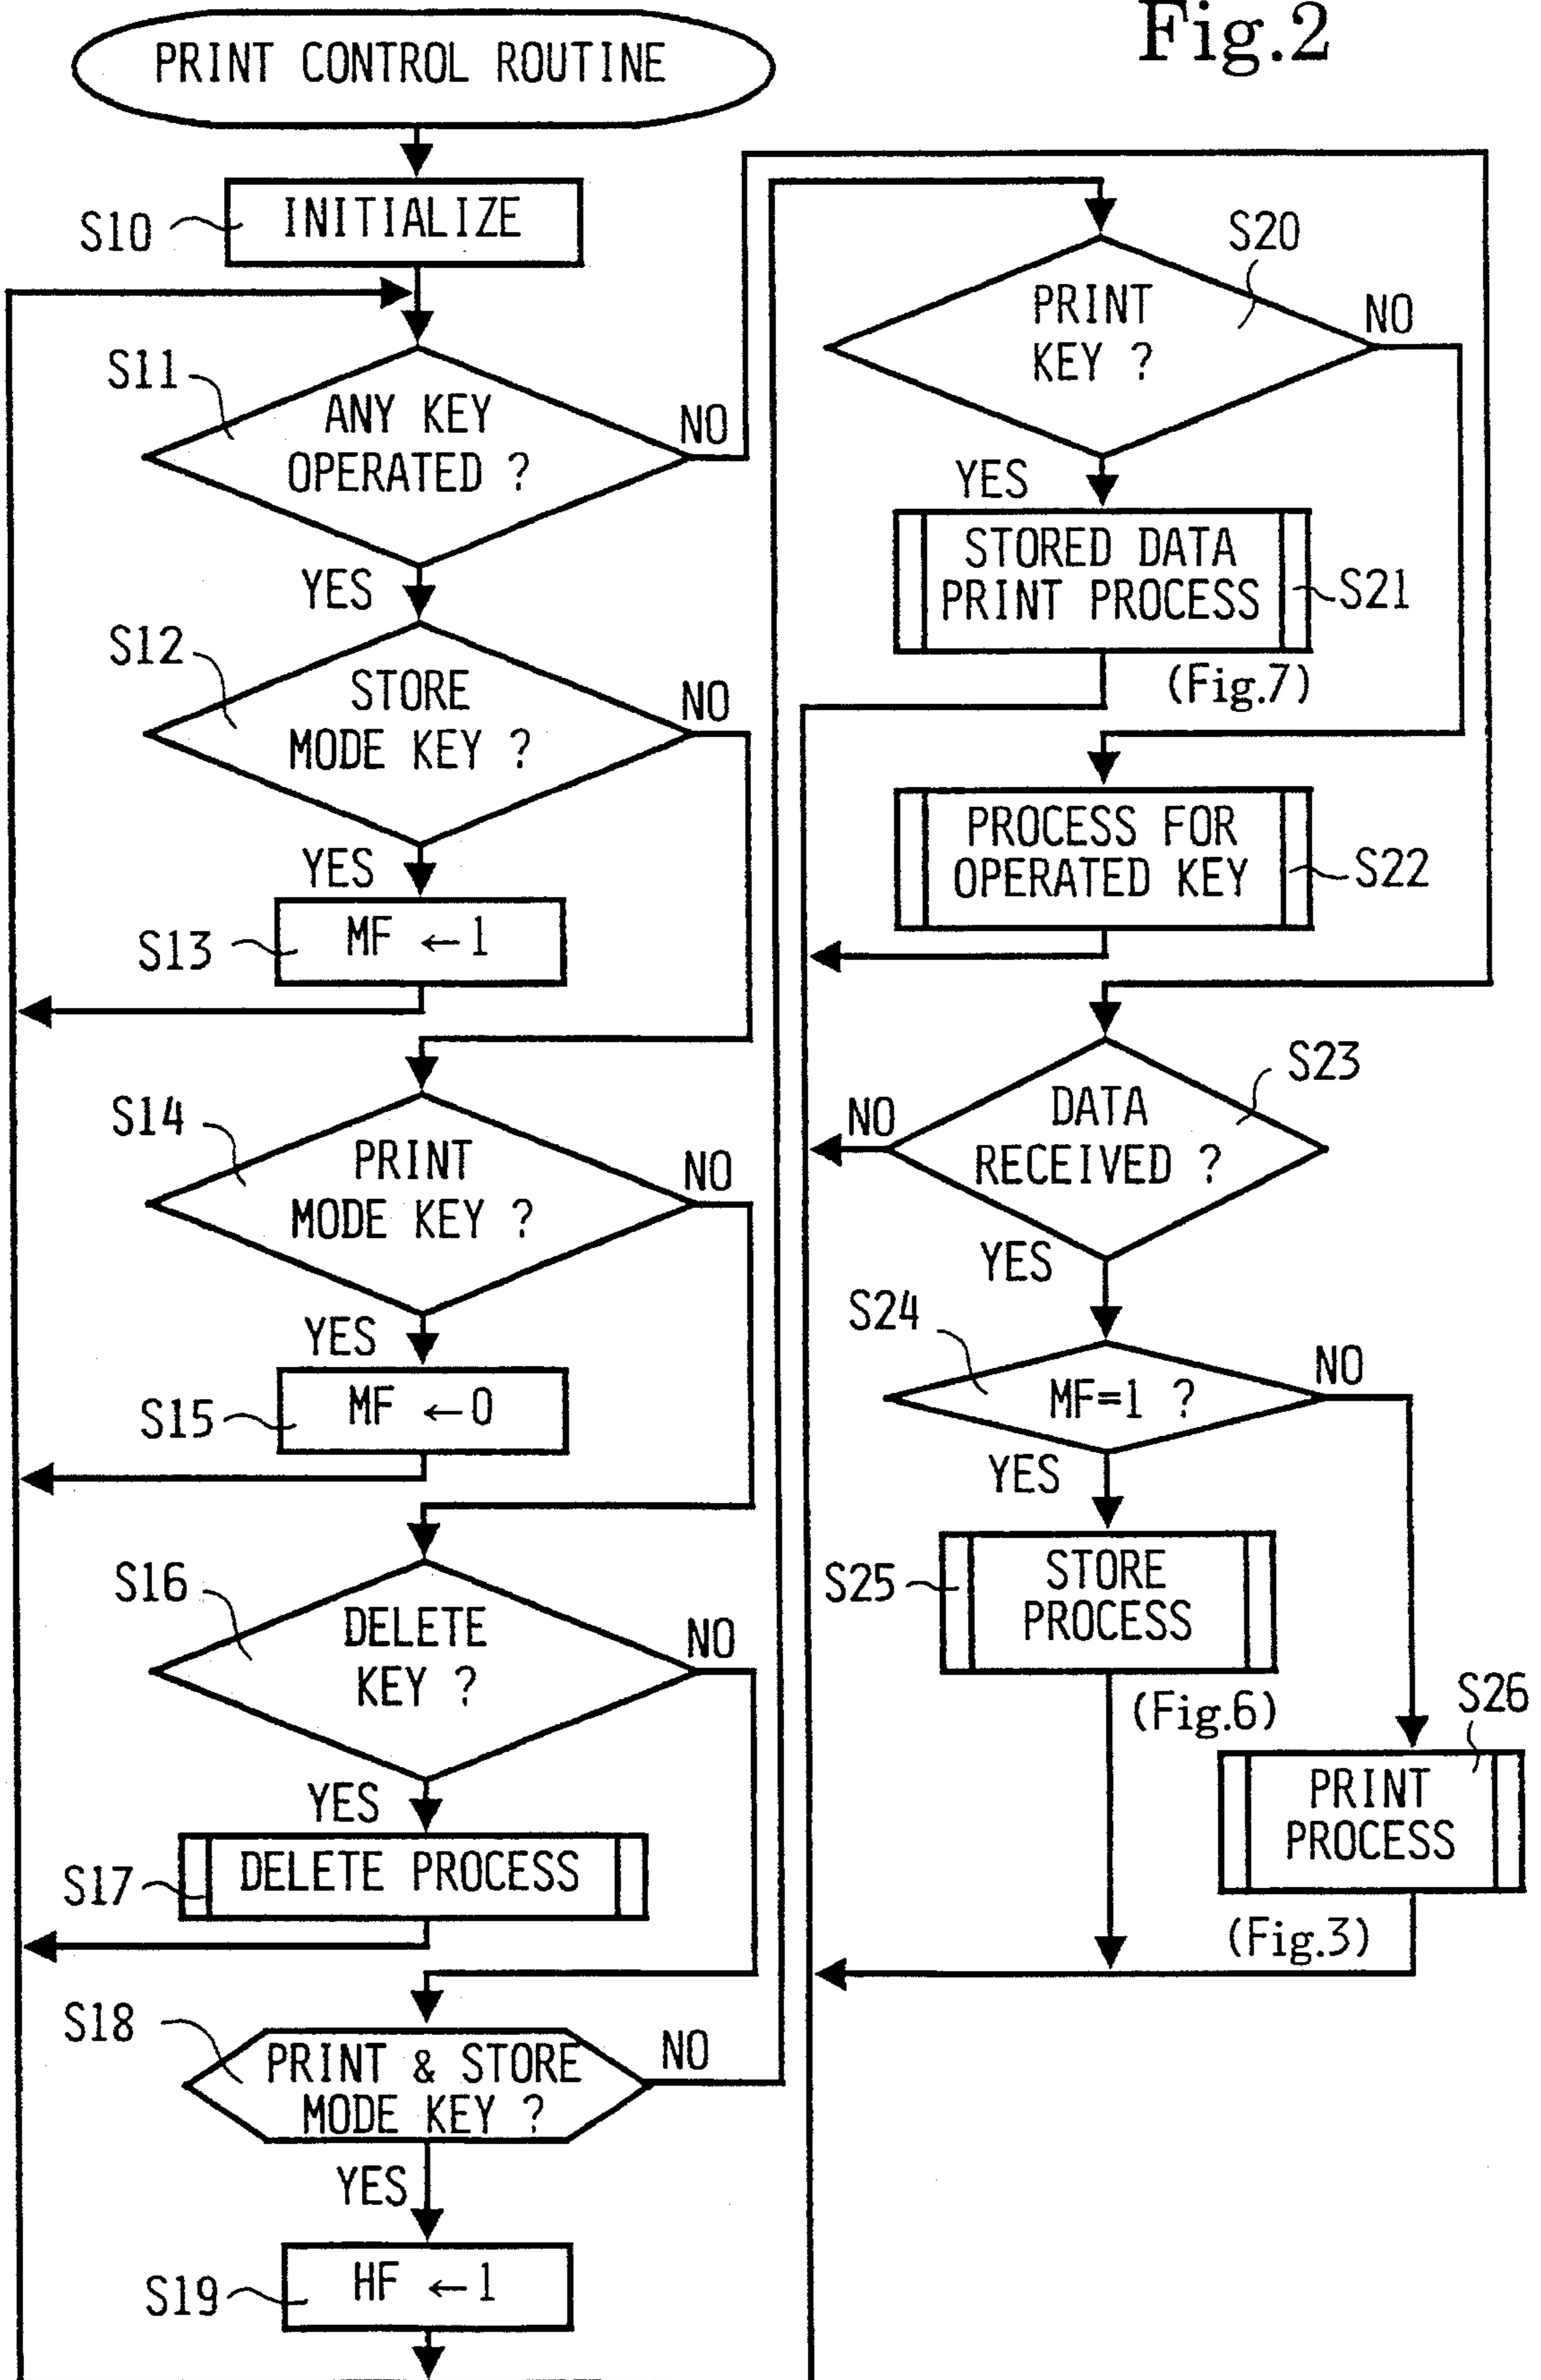 Fig.2
PRINT CONTROL ROUTINE
S10
INITIALIZE
S11
ANY KEY
OPERATED ?
NO
YES
S12
STORE
MODE KEY ?
NO
YES
S13
MF ←1
S14
PRINT
MODE KEY ?
NO
YES
S15
MF ←0
S16
DELETE
KEY ?
NO
YES
S17
DELETE PROCESS
S18
PRINT & STORE
MODE KEY ?
NO
YES
S19
HF ←1
S20
PRINT
KEY ?
NO
YES
STORED DATA
PRINT PROCESS
S21
(Fig.7)
PROCESS FOR
OPERATED KEY
S22
S23
DATA
RECEIVED ?
NO
YES
S24
MF=1 ?
NO
YES
S25
STORE
PROCESS
(Fig.6)
S26
PRINT
PROCESS
(Fig.3)